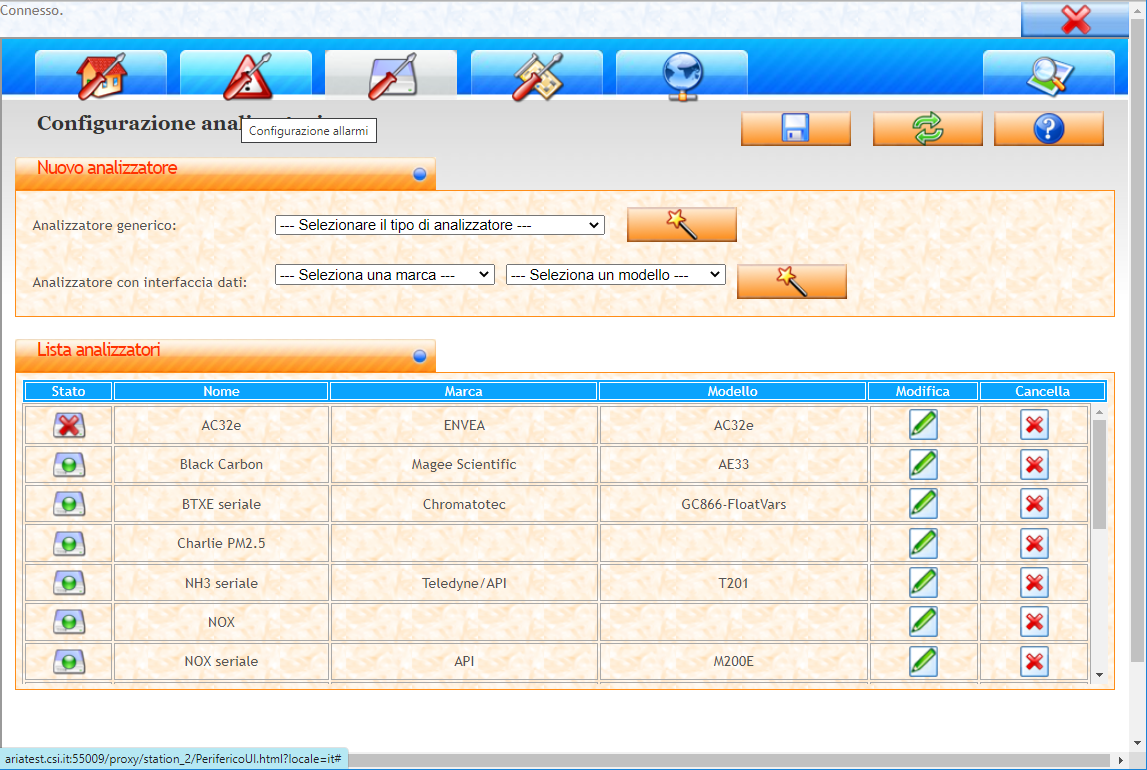 Connesso.
Configurazione anal
Configurazione allarmi
Nuovo analizzatore
Analizzatore generico: --- Selezionare il tipo di analizzatore ---
Analizzatore con interfaccia dati: --- Seleziona una marca --- --- Seleziona un modello ---
Lista analizzatori
Stato Nome Marca Modello Modifica Cancella
AC32e ENVEA AC32e
Black Carbon Magee Scientific AE33
BTXE seriale Chromatotec GC866-FloatVars
Charlie PM2.5
NH3 seriale Teledyne/API T201
NOX
NOX seriale API M200E
ariatest.csi.it:55009/proxy/station_2/PerifericoUI.html?locale=it#